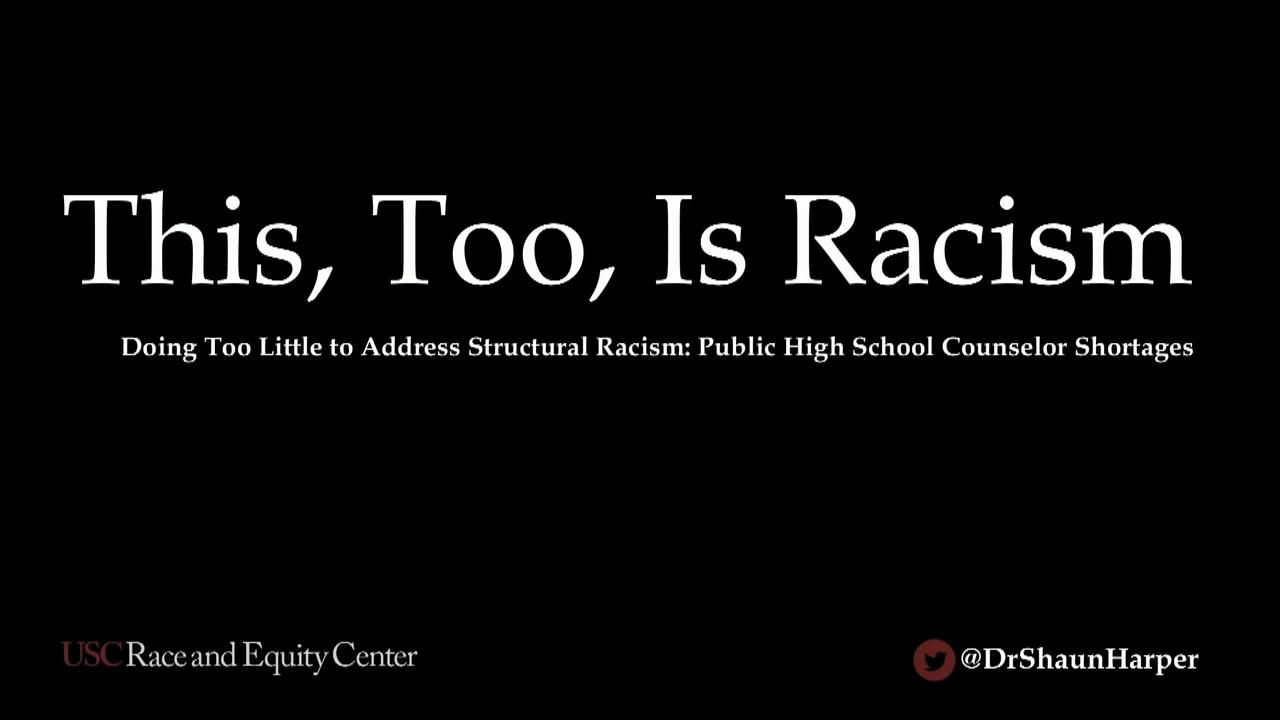 This, Too, Is Racism
Doing Too Little to Address Structural Racism: Public High School Counselor Shortages
USC Race and Equity Center
@DrShaunHarper